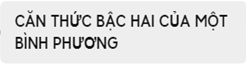 CĂN THỨC BẬC HAI CỦA MỘT
BÌNH PHƯƠNG